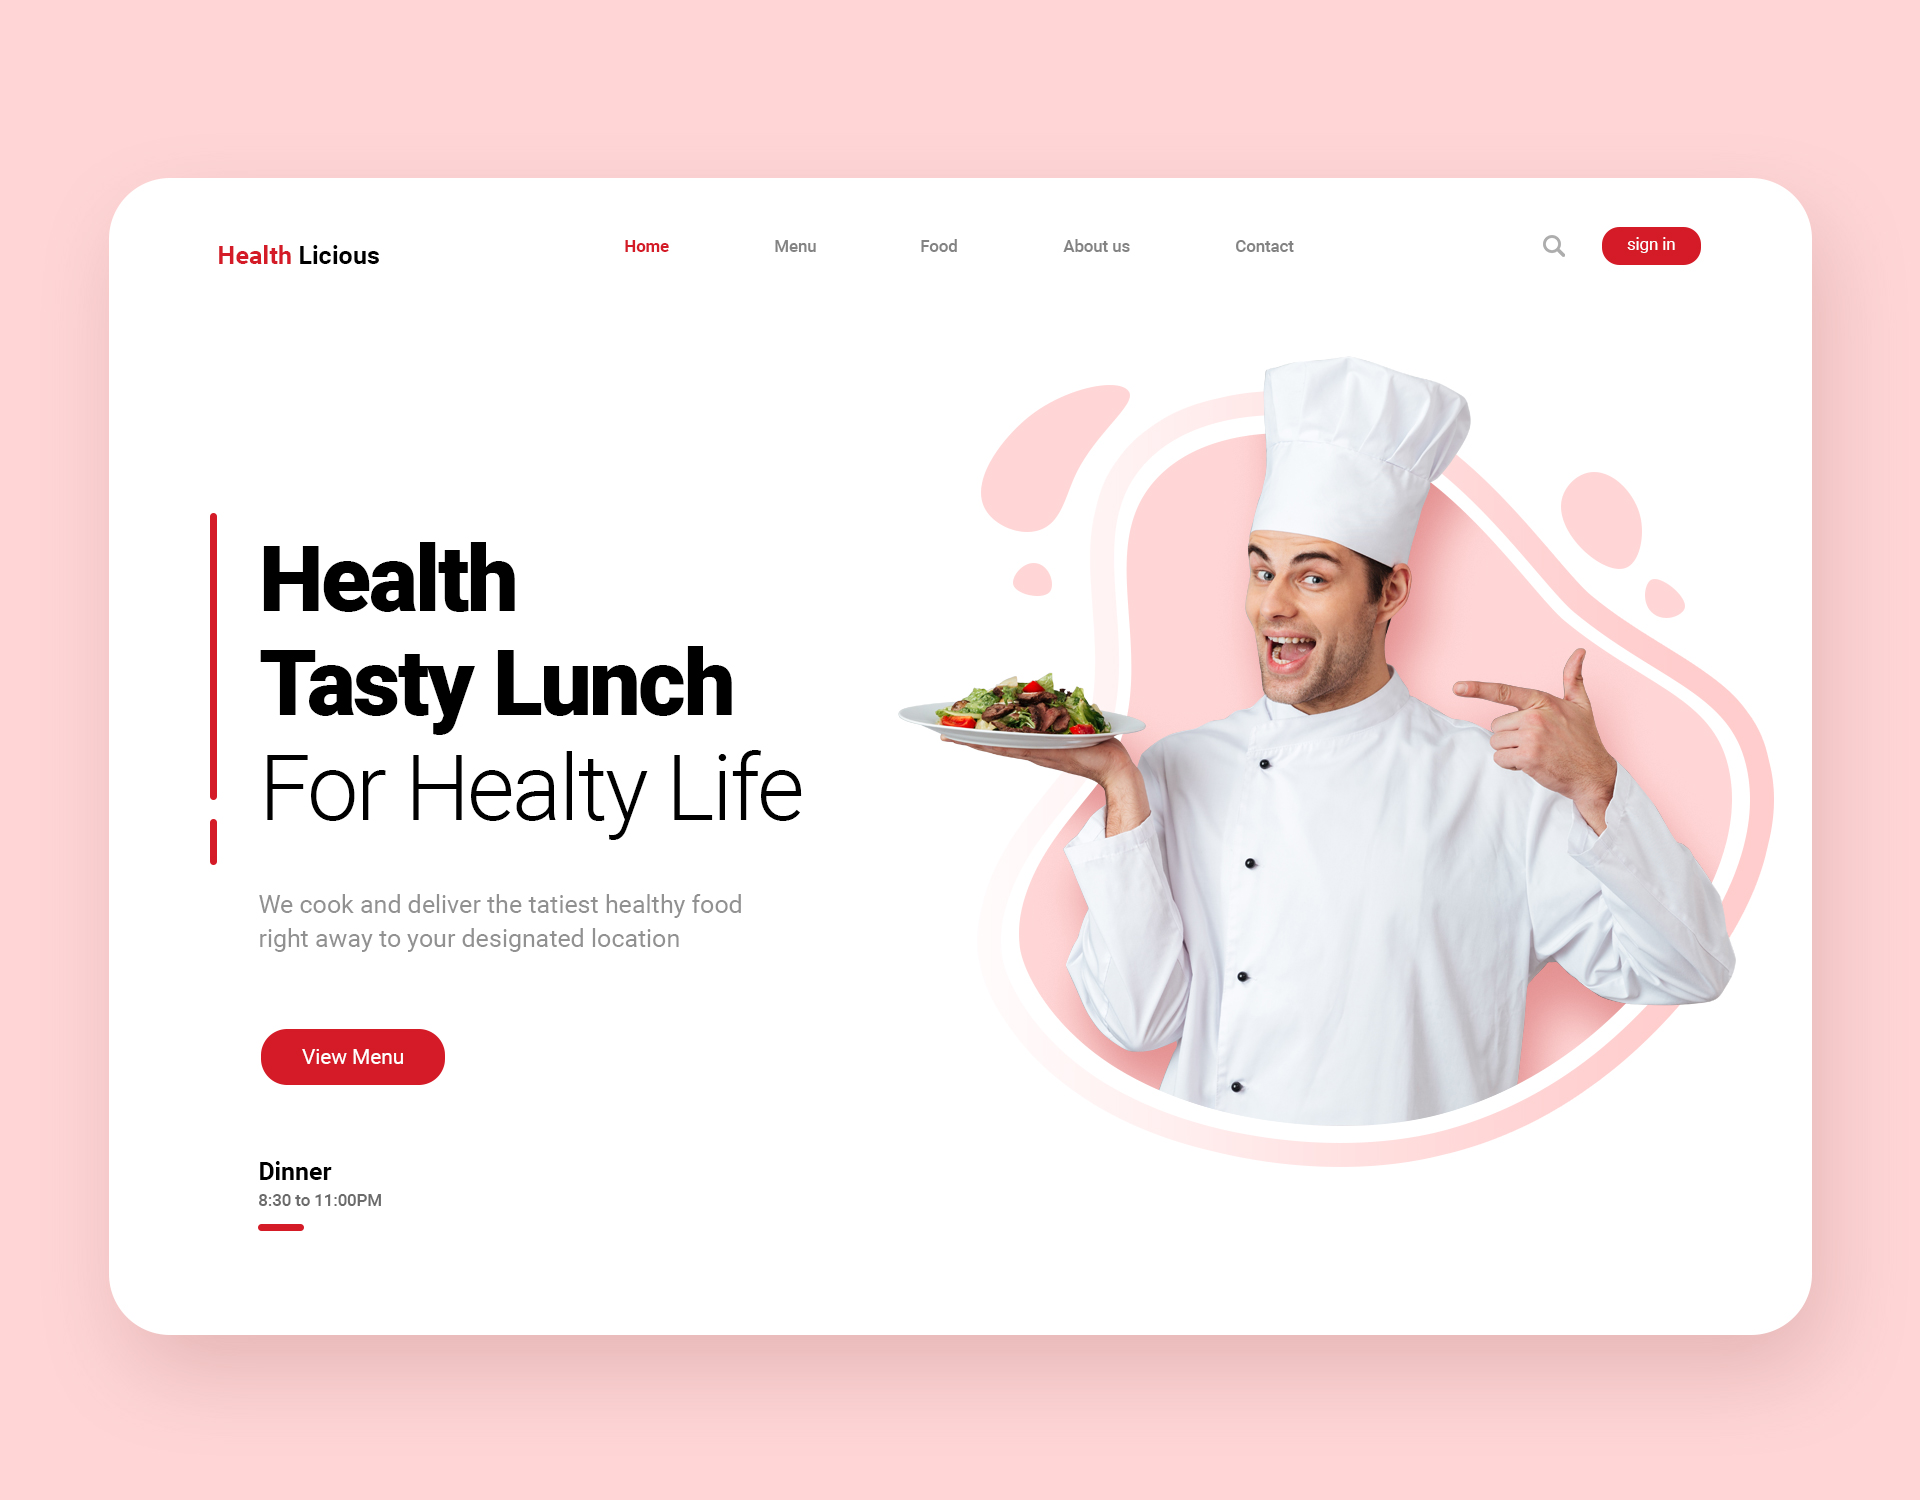 Health Licious
Home
Menu
Food
About us
Contact
sign in
Health
Tasty Lunch
For Healty Life
We cook and deliver the tatiest healthy food
right away to your designated location
View Menu
Dinner
8:30 to 11:00PM